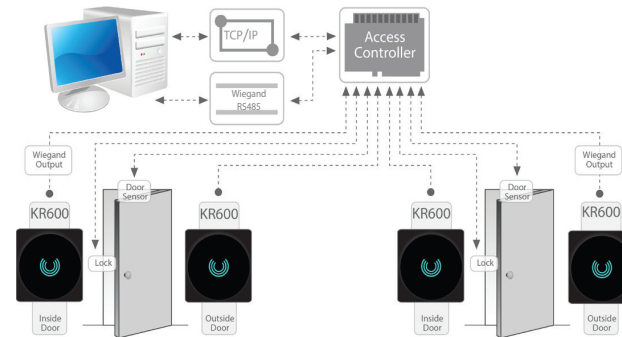 TCP/IP
Access
Controller
Wiegand
RS485
Wiegand
Output
Door
Sensor
Door
Sensor
Wiegand
Output
KR600
KR600
KR600
KR600
Lock
Lock
Inside
Door
Outside
Door
Inside
Door
Outside
Door